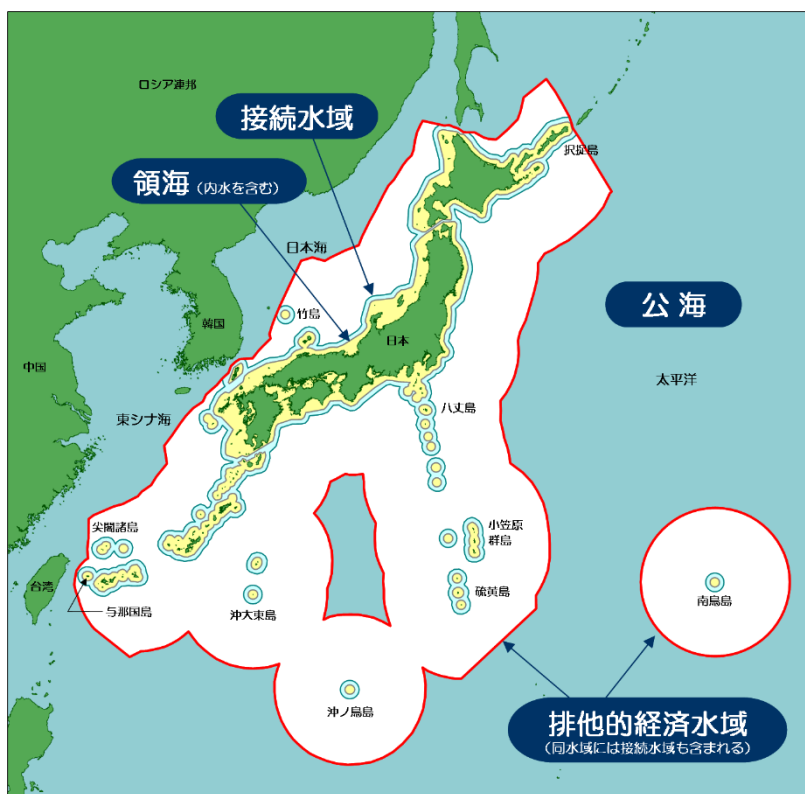 ロシア連邦
接続水域
択捉島
領海（内水を含む）
日本海
公海
竹島
韓国
日本
中国
太平洋
八丈島
東シナ海
尖閣諸島
小笠原
群島
台湾
硫黄島
南鳥島
与那国島
沖大東島
沖ノ鳥島
排他的経済水域
（同水域には接続水域も含まれる）